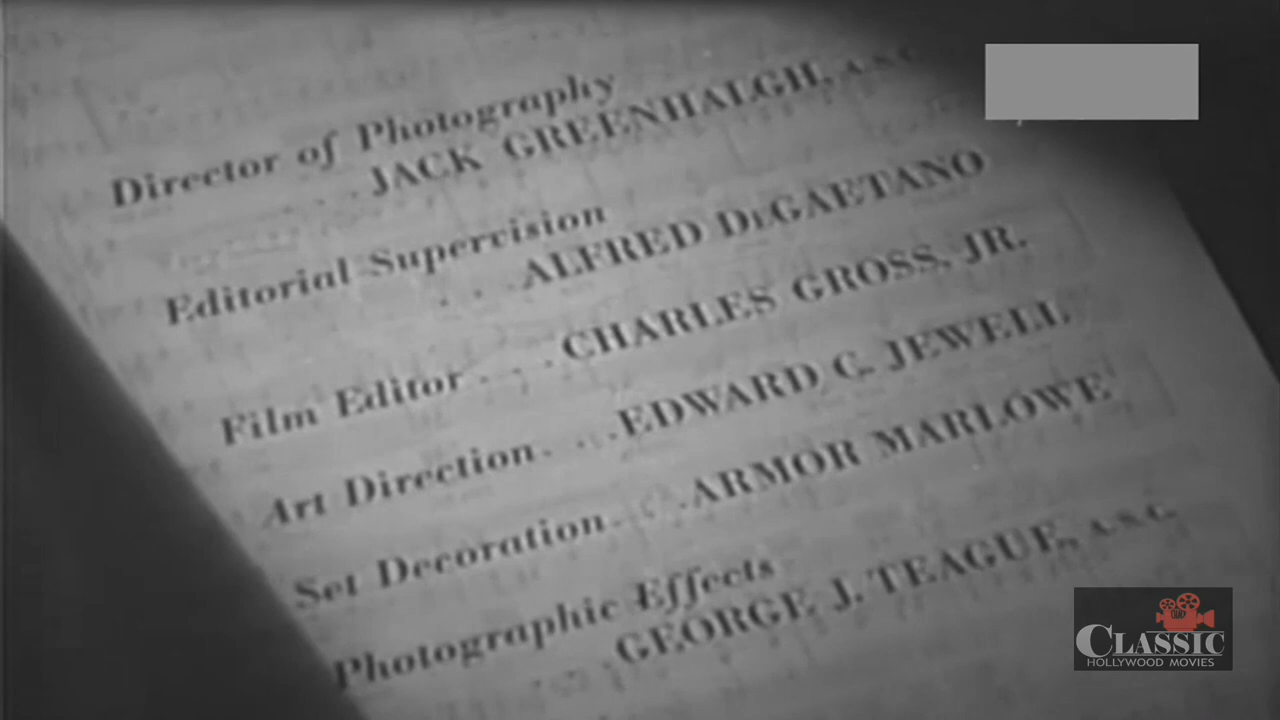 Director of Photography
. . . JACK GREENHALGH, A.S.C.
Editorial Supervision
. . . ALFRED DiGAETANO
Film Editor . . . CHARLES GROSS, JR.
Art Direction . . . EDWARD C. JEWELL
Set Decoration . . . ARMOR MARLOWE
Photographic Effects
. . . GEORGE J. TEAGUE, A.S.C.
CLASSIC
HOLLYWOOD MOVIES